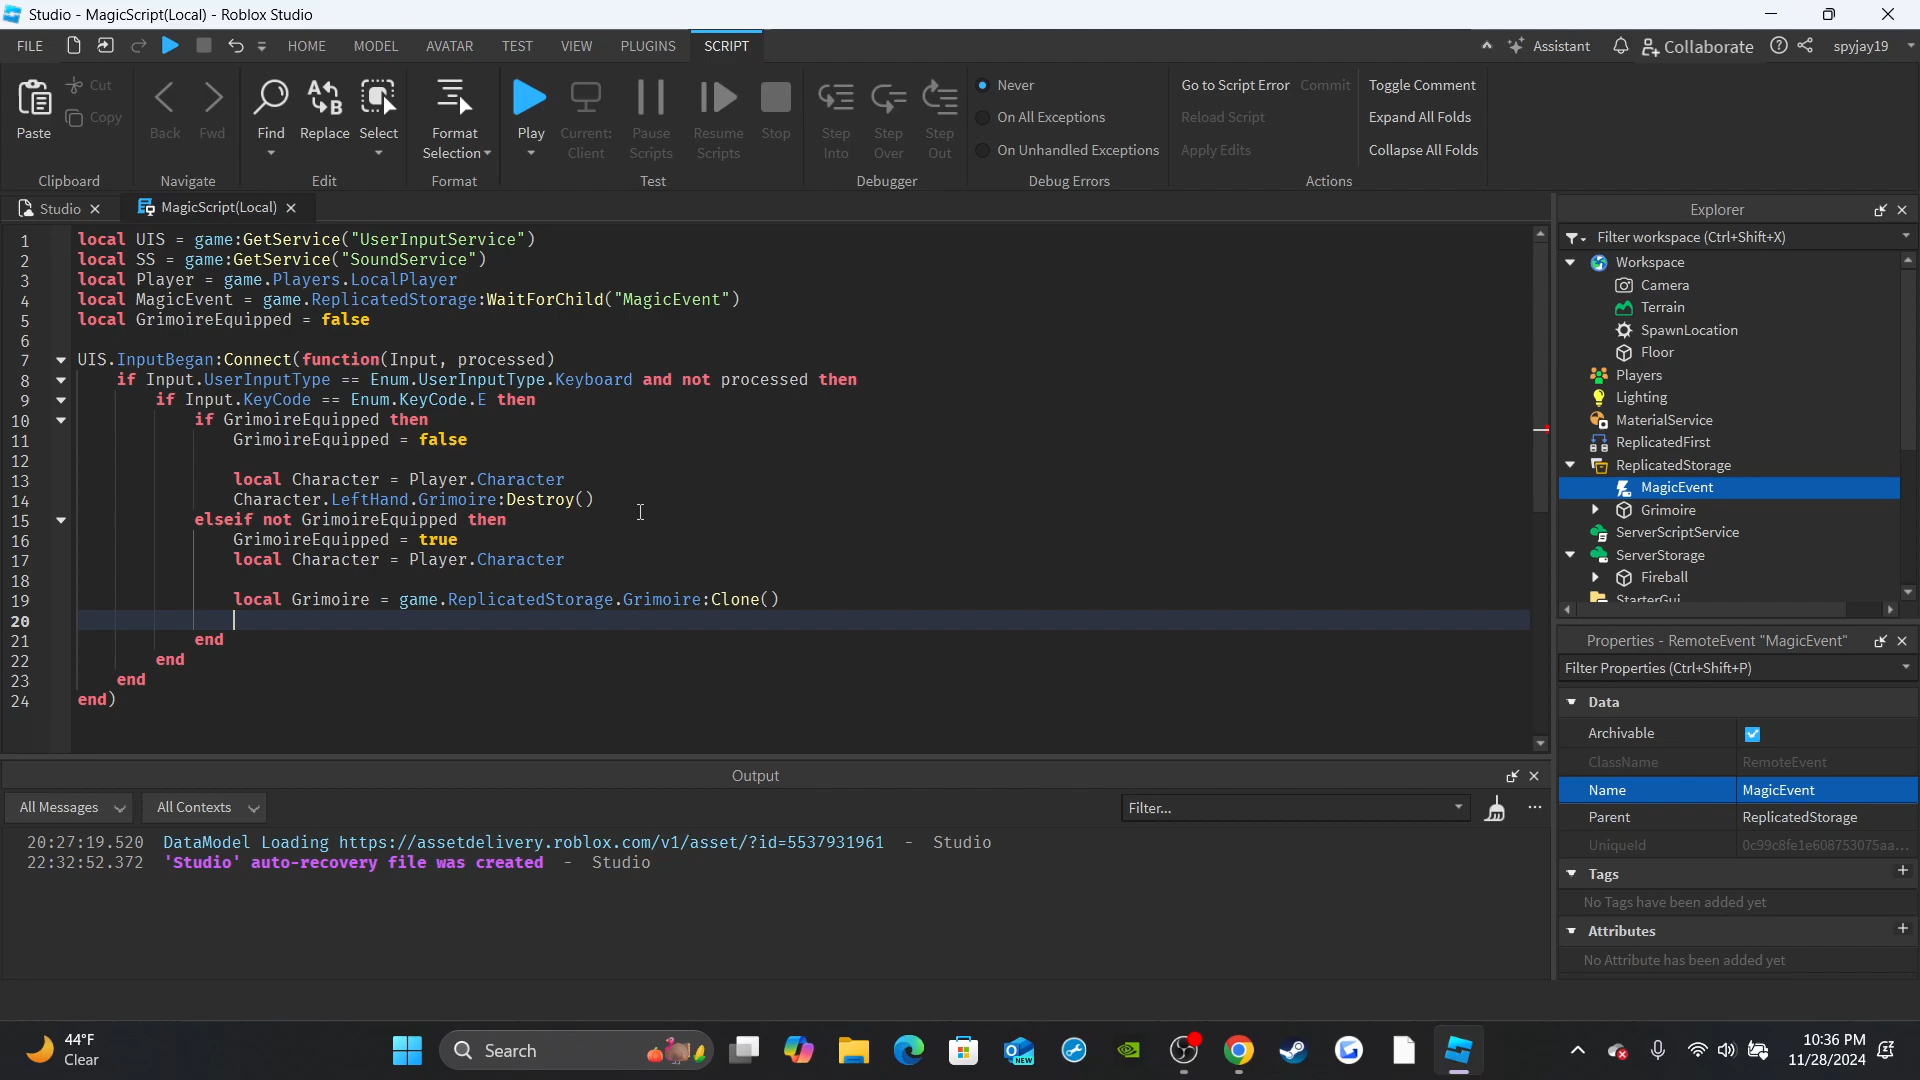 Studio - MagicScript(Local) - Roblox Studio
FILE HOME MODEL AVATAR TEST VIEW PLUGINS SCRIPT Assistant Collaborate spyjay19
Paste Cut Copy Back Fwd Find Replace Select Format Selection Play Current: Client Pause Scripts Resume Scripts Stop Step Into Step Over Step Out
Never
On All Exceptions
On Unhandled Exceptions
Go to Script Error Commit Toggle Comment
Reload Script Expand All Folds
Apply Edits Collapse All Folds
Clipboard Navigate Edit Format Test Debugger Debug Errors Actions
Studio MagicScript(Local)
1 local UIS = game:GetService("UserInputService")
2 local SS = game:GetService("SoundService")
3 local Player = game.Players.LocalPlayer
4 local MagicEvent = game.ReplicatedStorage:WaitForChild("MagicEvent")
5 local GrimoireEquipped = false
6
7 UIS.InputBegan:Connect(function(Input, processed)
8 if Input.UserInputType == Enum.UserInputType.Keyboard and not processed then
9 if Input.KeyCode == Enum.KeyCode.E then
10 if GrimoireEquipped then
11 GrimoireEquipped = false
12
13 local Character = Player.Character
14 Character.LeftHand.Grimoire:Destroy()
15 elseif not GrimoireEquipped then
16 GrimoireEquipped = true
17 local Character = Player.Character
18
19 local Grimoire = game.ReplicatedStorage.Grimoire:Clone()
20
21 end
22 end
23 end
24 end)
Explorer
Filter workspace (Ctrl+Shift+X)
Workspace
Camera
Terrain
SpawnLocation
Floor
Players
Lighting
MaterialService
ReplicatedFirst
ReplicatedStorage
MagicEvent
Grimoire
ServerScriptService
ServerStorage
Fireball
StarterGui
Properties - RemoteEvent "MagicEvent"
Filter Properties (Ctrl+Shift+P)
Data
Archivable
ClassName RemoteEvent
Name MagicEvent
Parent ReplicatedStorage
UniqueId 0c99c8fe1e608753075aa...
Tags
No Tags have been added yet
Attributes
No Attribute has been added yet
Output
All Messages All Contexts Filter...
20:27:19.520 DataModel Loading https://assetdelivery.roblox.com/v1/asset/?id=5537931961 - Studio
22:32:52.372 'Studio' auto-recovery file was created - Studio
44°F
Clear
Search
NEW
10:36 PM
11/28/2024